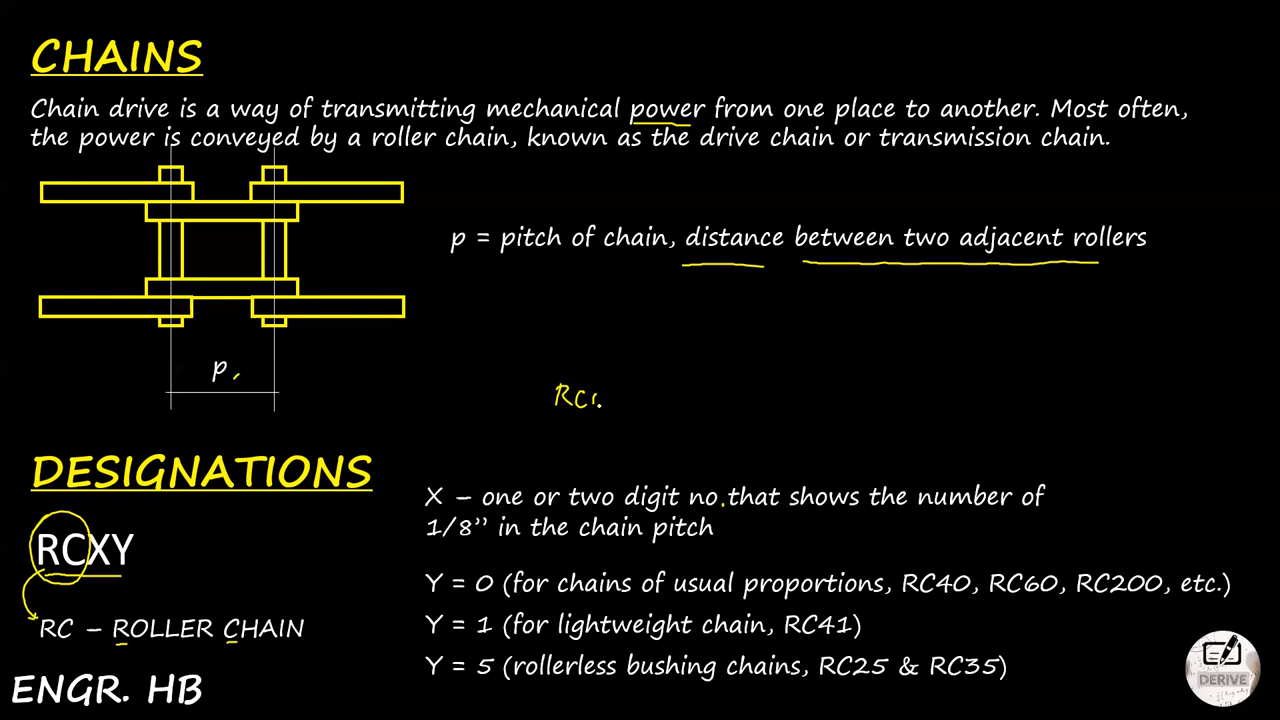 CHAINS
Chain drive is a way of transmitting mechanical power from one place to another. Most often,
the power is conveyed by a roller chain, known as the drive chain or transmission chain.
p = pitch of chain, distance between two adjacent rollers
p
RC
DESIGNATIONS
RCXY
RC – ROLLER CHAIN
X – one or two digit no. that shows the number of
1/8” in the chain pitch
Y = 0 (for chains of usual proportions, RC40, RC60, RC200, etc.)
Y = 1 (for lightweight chain, RC41)
Y = 5 (rollerless bushing chains, RC25 & RC35)
ENGR. HB
DERIVE